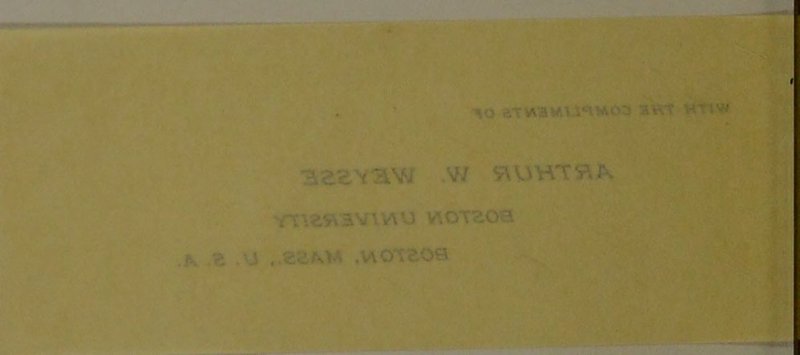 WITH THE COMPLIMENTS OF
ARTHUR W. WEYSSE
BOSTON UNIVERSITY
BOSTON, MASS., U. S. A.